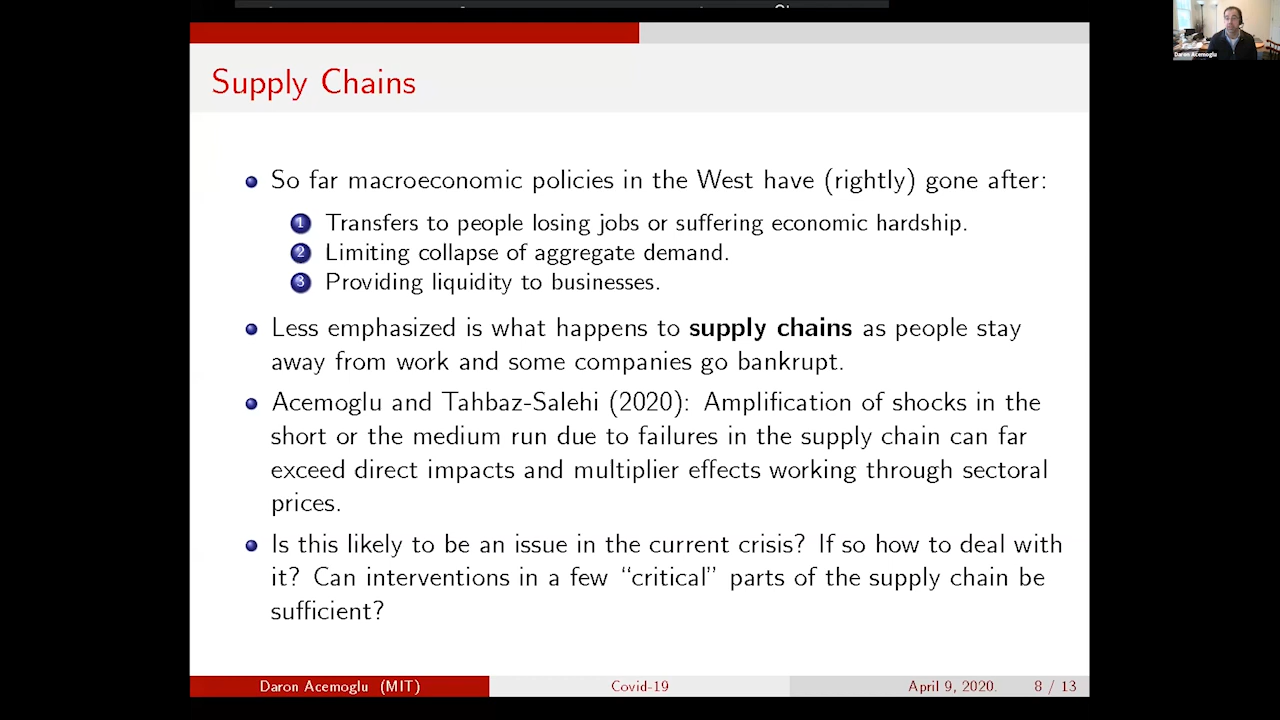 Daron Acemoglu
Supply Chains
So far macroeconomic policies in the West have (rightly) gone after:
1 Transfers to people losing jobs or suffering economic hardship.
2 Limiting collapse of aggregate demand.
3 Providing liquidity to businesses.
Less emphasized is what happens to supply chains as people stay
away from work and some companies go bankrupt.
Acemoglu and Tahbaz-Salehi (2020): Amplification of shocks in the
short or the medium run due to failures in the supply chain can far
exceed direct impacts and multiplier effects working through sectoral
prices.
Is this likely to be an issue in the current crisis? If so how to deal with
it? Can interventions in a few “critical” parts of the supply chain be
sufficient?
Daron Acemoglu (MIT) Covid-19 April 9, 2020. 8 / 13